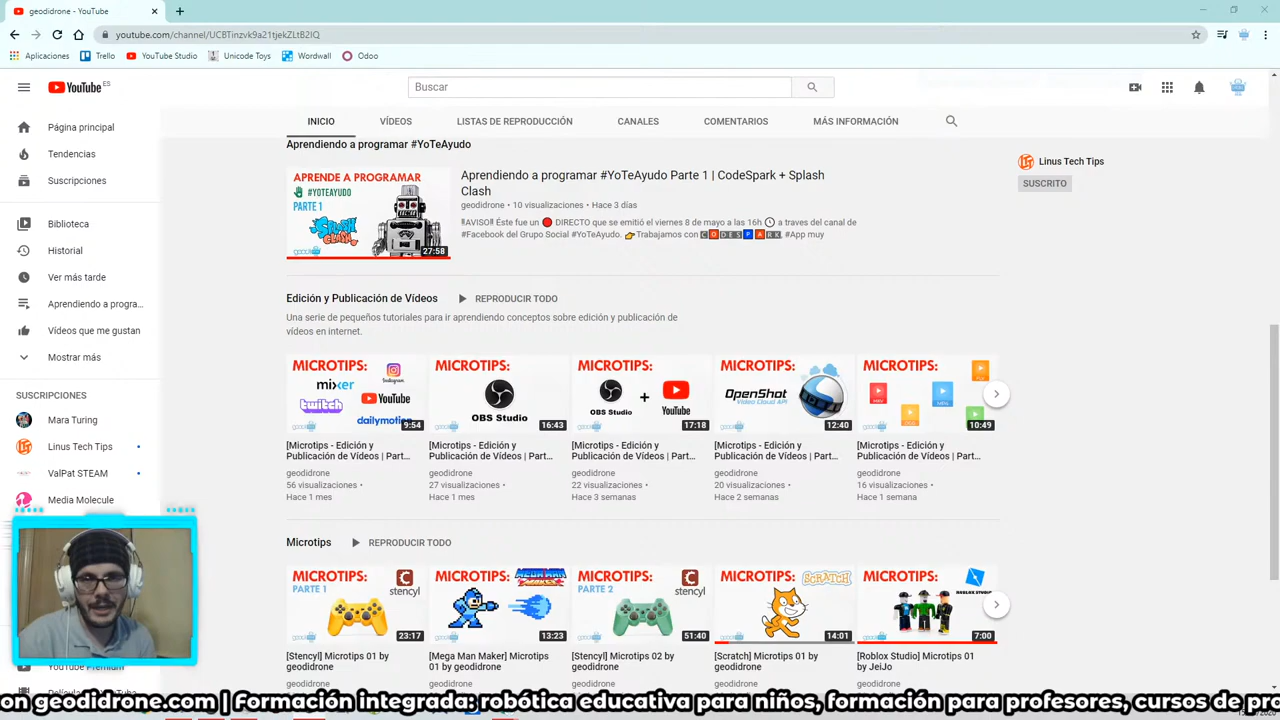 geodidrone - YouTube
youtube.com/channel/UCBTinzvk9a21tjekZLtB2IQ
Aplicaciones Trello YouTube Studio Unicode Toys Wordwall Odoo
YouTube ES
Buscar
INICIO VÍDEOS LISTAS DE REPRODUCCIÓN CANALES COMENTARIOS MÁS INFORMACIÓN
Página principal
Tendencias
Suscripciones
Biblioteca
Historial
Ver más tarde
Aprendiendo a progra...
Vídeos que me gustan
Mostrar más
SUSCRIPCIONES
Mara Turing
Linus Tech Tips
ValPat STEAM
Media Molecule
YouTube Premium
Aprendiendo a programar #YoTeAyudo
APRENDE A PROGRAMAR
#YOTEAYUDO
PARTE 1
SPLASH
CLASH
27:58
Aprendiendo a programar #YoTeAyudo Parte 1 | CodeSpark + Splash
Clash
geodidrone • 10 visualizaciones • Hace 3 días
‼AVISO‼ Éste fue un 🔴 DIRECTO que se emitió el viernes 8 de mayo a las 16h 🕓 a traves del canal de
#Facebook del Grupo Social #YoTeAyudo. 👉Trabajamos con 🅲🅾🅳🅴🆂🅿🅰🆁🅺. #App muy
Linus Tech Tips
SUSCRITO
Edición y Publicación de Vídeos REPRODUCIR TODO
Una serie de pequeños tutoriales para ir aprendiendo conceptos sobre edición y publicación de
vídeos en internet.
MICROTIPS:
Instagram
mixer
YouTube
twitch
dailymotion
9:54
[Microtips - Edición y
Publicación de Vídeos | Part...
geodidrone
56 visualizaciones •
Hace 1 mes
MICROTIPS:
OBS Studio
16:43
[Microtips - Edición y
Publicación de Vídeos | Part...
geodidrone
27 visualizaciones •
Hace 1 mes
MICROTIPS:
OBS Studio + YouTube
17:18
[Microtips - Edición y
Publicación de Vídeos | Part...
geodidrone
22 visualizaciones •
Hace 3 semanas
MICROTIPS:
OpenShot
Video Cloud API
12:40
[Microtips - Edición y
Publicación de Vídeos | Part...
geodidrone
20 visualizaciones •
Hace 2 semanas
MICROTIPS:
10:49
[Microtips - Edición y
Publicación de Vídeos | Part...
geodidrone
16 visualizaciones •
Hace 1 semana
Microtips REPRODUCIR TODO
MICROTIPS:
PARTE 1
stencyl
23:17
[Stencyl] Microtips 01 by
geodidrone
MICROTIPS:
MEGA MAN
MAKER
13:23
[Mega Man Maker] Microtips
01 by geodidrone
MICROTIPS:
PARTE 2
stencyl
51:40
[Stencyl] Microtips 02 by
geodidrone
MICROTIPS:
SCRATCH
14:01
[Scratch] Microtips 01 by
geodidrone
MICROTIPS:
ROBLOX STUDIO
7:00
[Roblox Studio] Microtips 01
by JeiJo
on geodidrone.com | Formación integrada: robótica educativa para niños, formación para profesores, cursos de pro